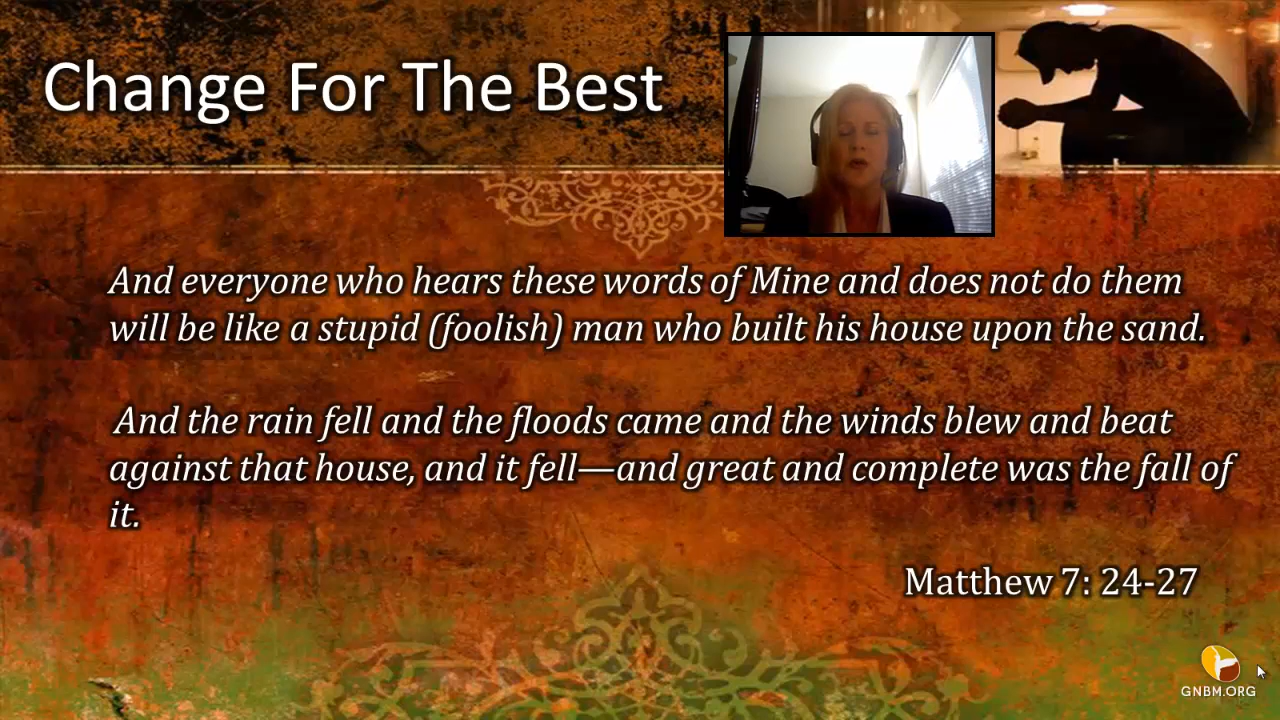 Change For The Best
And everyone who hears these words of Mine and does not do them
will be like a stupid (foolish) man who built his house upon the sand.
And the rain fell and the floods came and the winds blew and beat
against that house, and it fell—and great and complete was the fall of
it.
Matthew 7: 24-27
GNBM.ORG